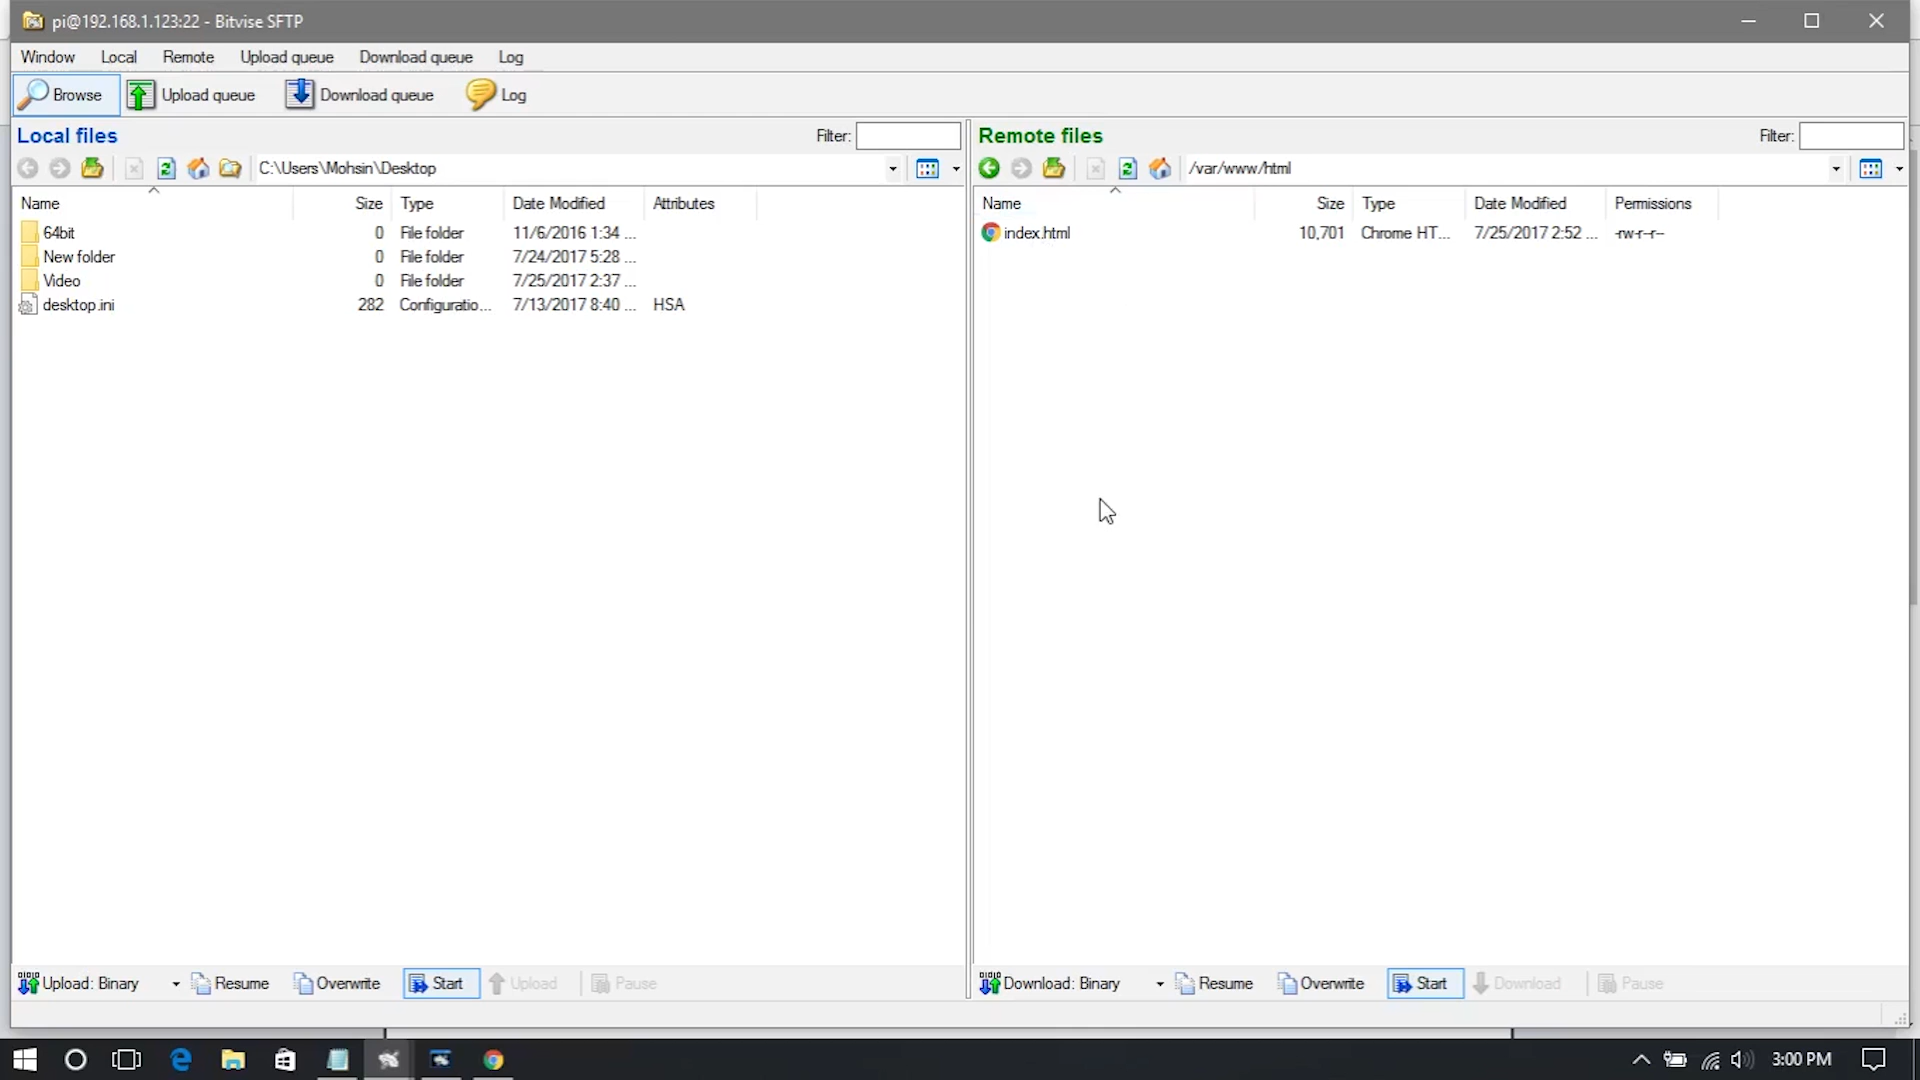 pi@192.168.1.123:22 - Bitvise SFTP
Window Local Remote Upload queue Download queue Log
Browse Upload queue Download queue Log
Local files Filter:
C:\Users\Mohsin\Desktop
Name Size Type Date Modified Attributes
64bit 0 File folder 11/6/2016 1:34 ...
New folder 0 File folder 7/24/2017 5:28 ...
Video 0 File folder 7/25/2017 2:37 ...
desktop.ini 282 Configuratio... 7/13/2017 8:40 ... HSA
Upload: Binary Resume Overwrite Start Upload Pause
Remote files Filter:
/var/www/html
Name Size Type Date Modified Permissions
index.html 10,701 Chrome HT... 7/25/2017 2:52 ... -rw-r--r--
Download: Binary Resume Overwrite Start Download Pause
3:00 PM